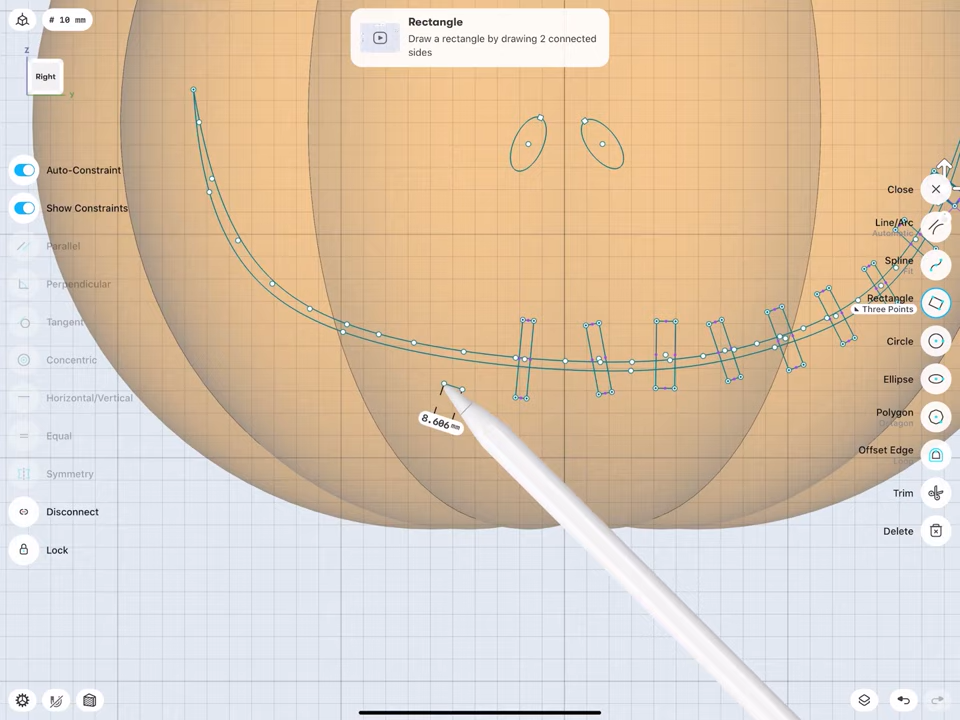 # 10 mm
Rectangle
Draw a rectangle by drawing 2 connected
sides
Z
Right
y
Auto-Constraint
Show Constraints
Parallel
Perpendicular
Tangent
Concentric
Horizontal/Vertical
Equal
Symmetry
Disconnect
Lock
8.606 mm
Close
Line/Arc
Automatic
Spline
Fit
Rectangle
Three Points
Circle
Ellipse
Polygon
Octagon
Offset Edge
Trim
Delete